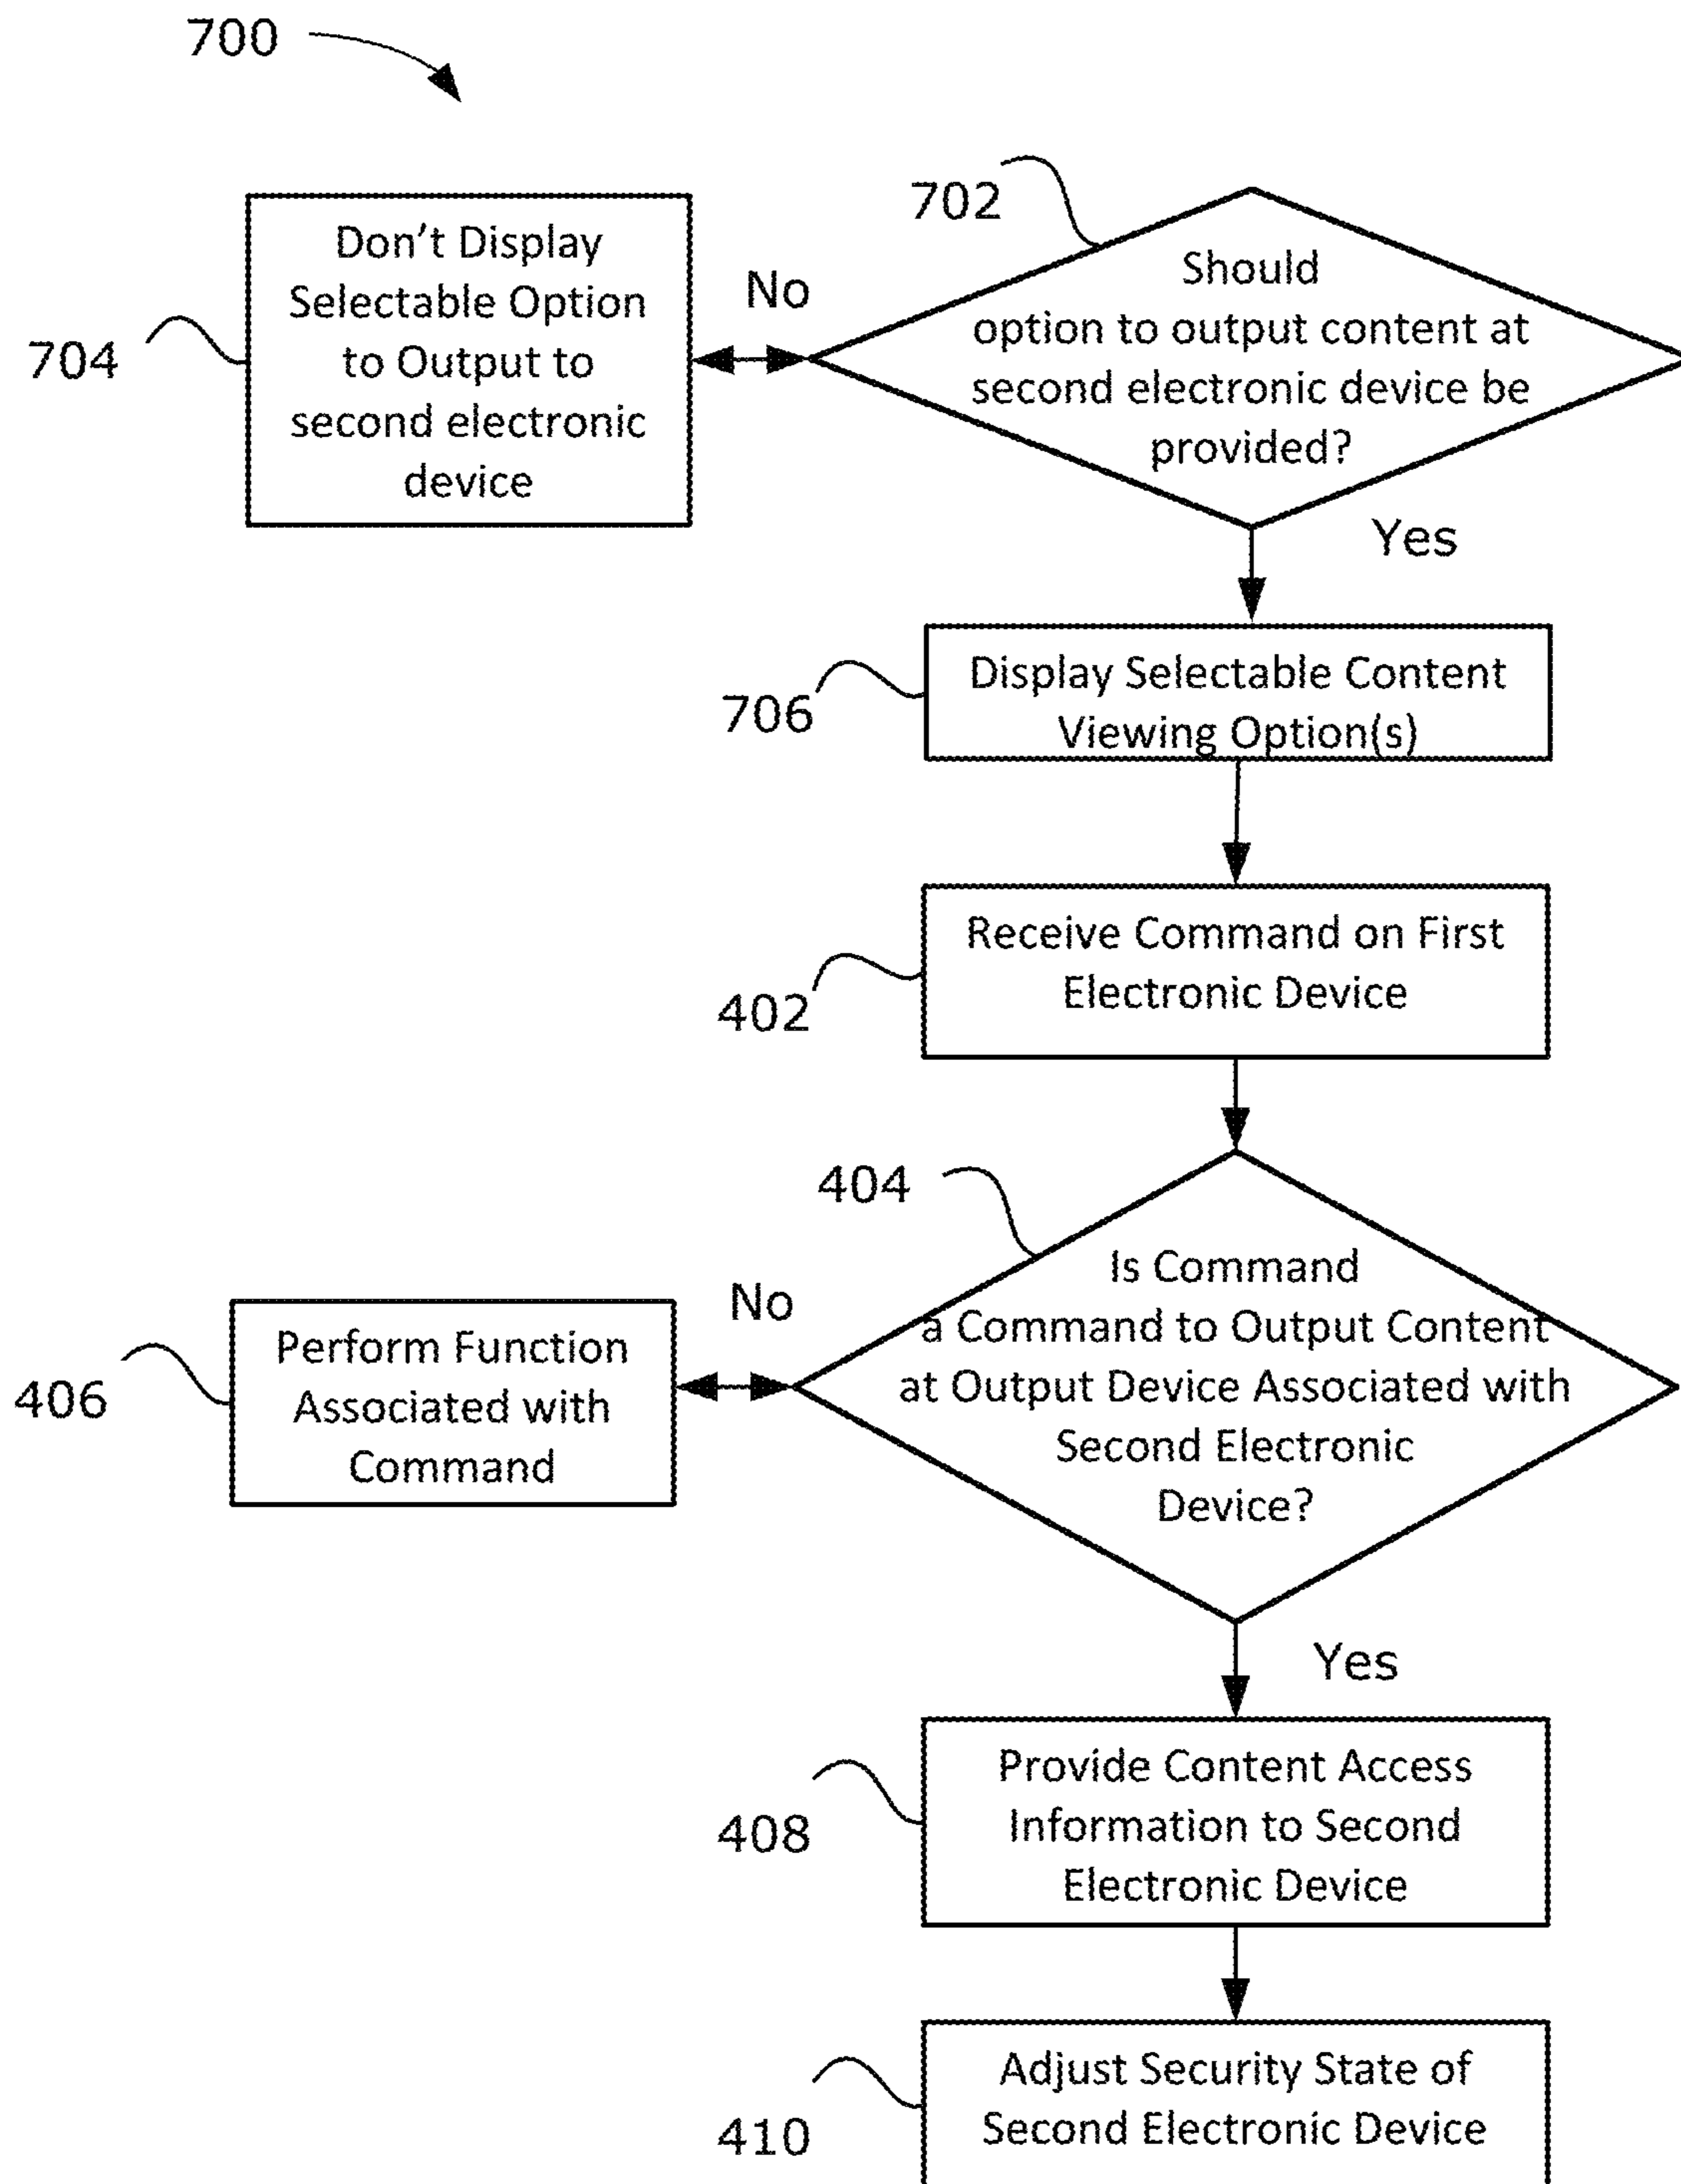 700
702
Should
option to output content at
second electronic device be
provided?
No
Don't Display
Selectable Option
to Output to
second electronic
device
704
Yes
Display Selectable Content
Viewing Option(s)
706
Receive Command on First
Electronic Device
402
404
Is Command
a Command to Output Content
at Output Device Associated with
Second Electronic
Device?
No
Perform Function
Associated with
Command
406
Yes
Provide Content Access
Information to Second
Electronic Device
408
Adjust Security State of
Second Electronic Device
410